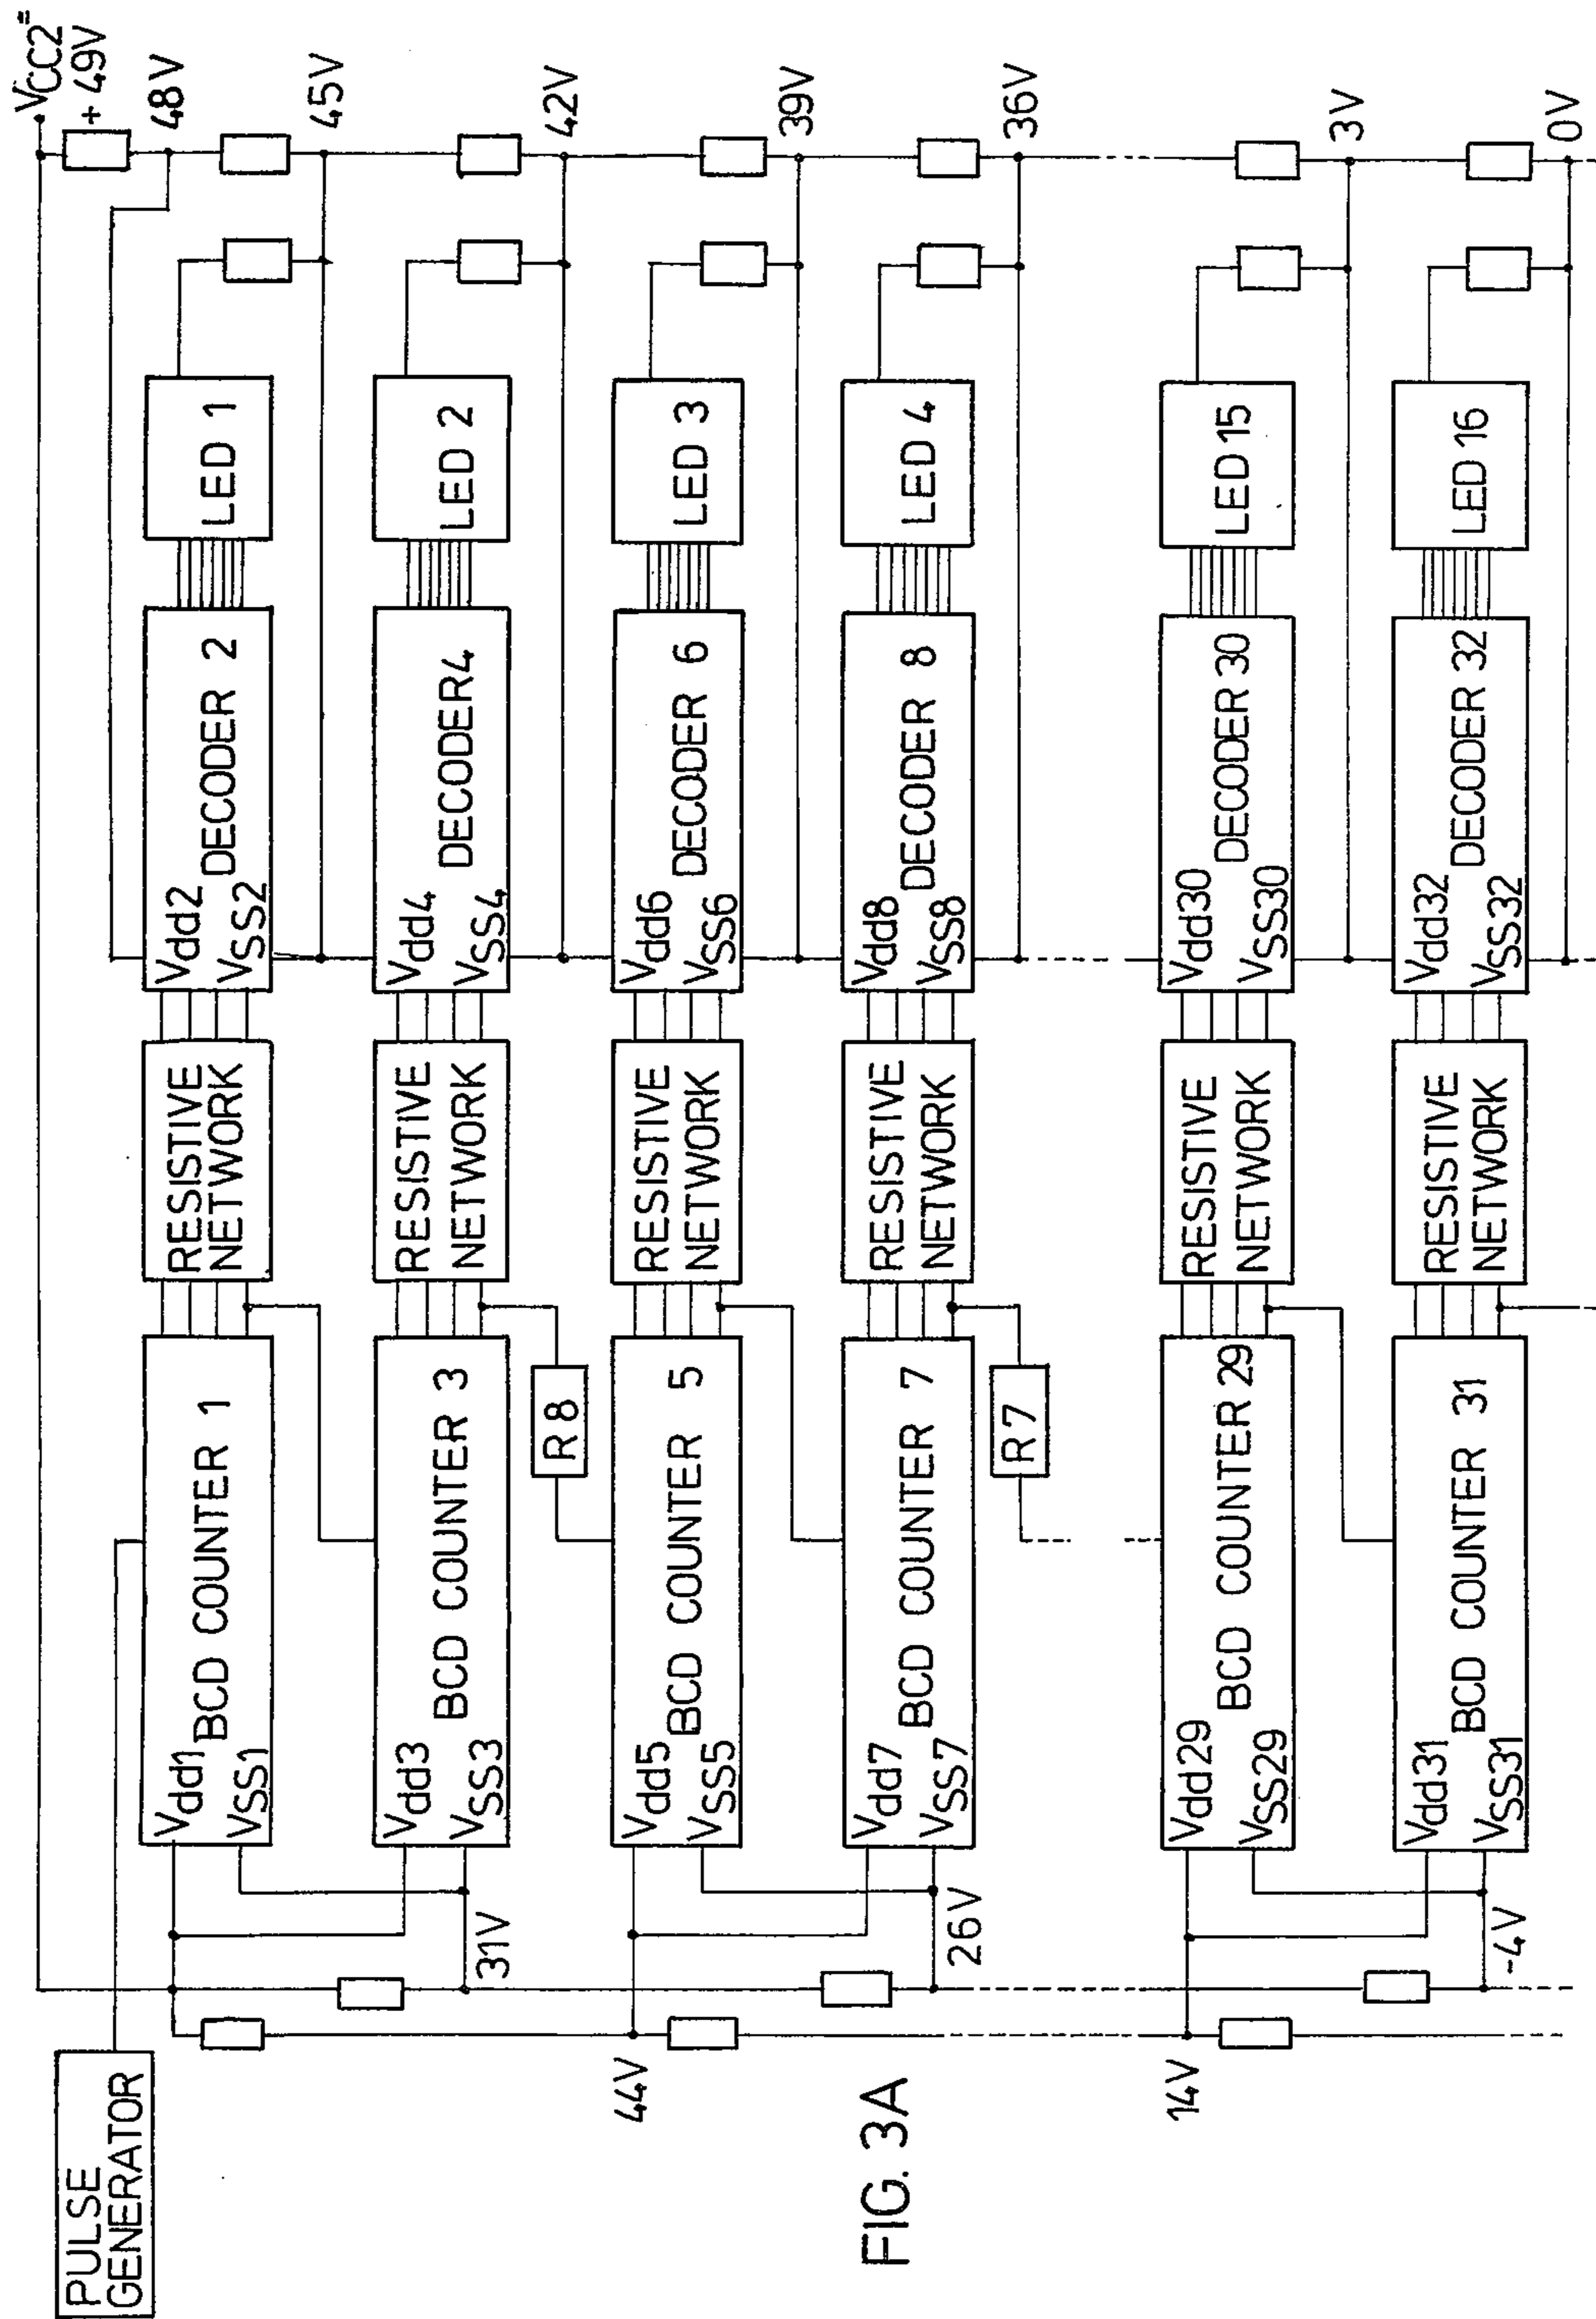 PULSE
GENERATOR
VCC2=
+49V
48V
45V
42V
39V
36V
3V
0V
Vdd1
VSS1
BCD COUNTER 1
RESISTIVE
NETWORK
Vdd2
VSS2
DECODER 2
LED 1
Vdd3
VSS3
BCD COUNTER 3
RESISTIVE
NETWORK
Vdd4
VSS4
DECODER4
LED 2
31V
R8
44V
Vdd5
VSS5
BCD COUNTER 5
RESISTIVE
NETWORK
Vdd6
VSS6
DECODER 6
LED 3
Vdd7
VSS7
BCD COUNTER 7
RESISTIVE
NETWORK
Vdd8
VSS8
DECODER 8
LED 4
26V
R7
14V
Vdd29
VSS29
BCD COUNTER 29
RESISTIVE
NETWORK
Vdd30
VSS30
DECODER 30
LED 15
Vdd31
VSS31
BCD COUNTER 31
RESISTIVE
NETWORK
Vdd32
VSS32
DECODER 32
LED 16
-4V
FIG. 3A